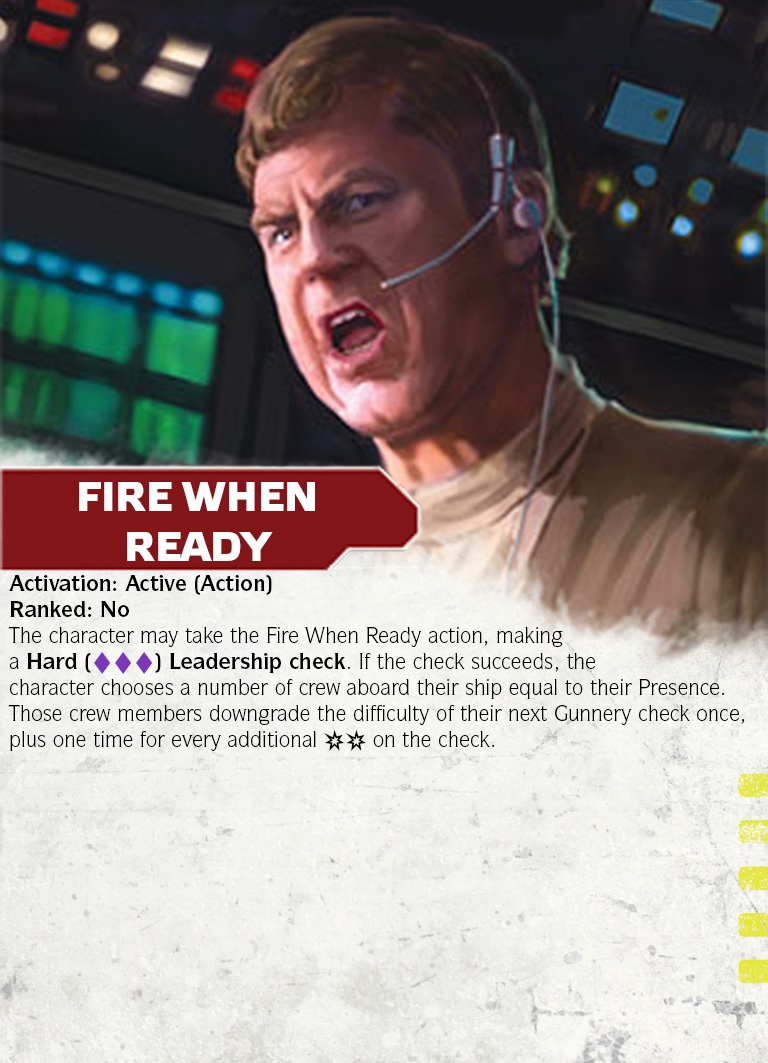 FIRE WHEN
READY
Activation: Active (Action)
Ranked: No
The character may take the Fire When Ready action, making
a Hard (♦♦♦) Leadership check. If the check succeeds, the
character chooses a number of crew aboard their ship equal to their Presence.
Those crew members downgrade the difficulty of their next Gunnery check once,
plus one time for every additional ✲✲ on the check.